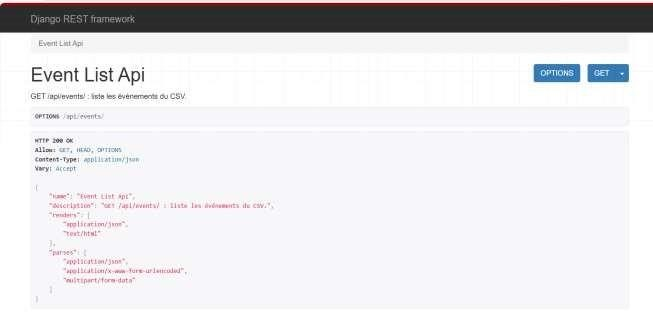 Django REST framework
Event List Api
Event List Api
OPTIONS
GET
GET /api/events/ : liste les événements du CSV.
OPTIONS /api/events/
HTTP 200 OK
Allow: GET, HEAD, OPTIONS
Content-Type: application/json
Vary: Accept
{
"name": "Event List Api",
"description": "GET /api/events/ : liste les événements du CSV.",
"renders": [
"application/json",
"text/html"
],
"parses": [
"application/json",
"application/x-www-form-urlencoded",
"multipart/form-data"
]
}